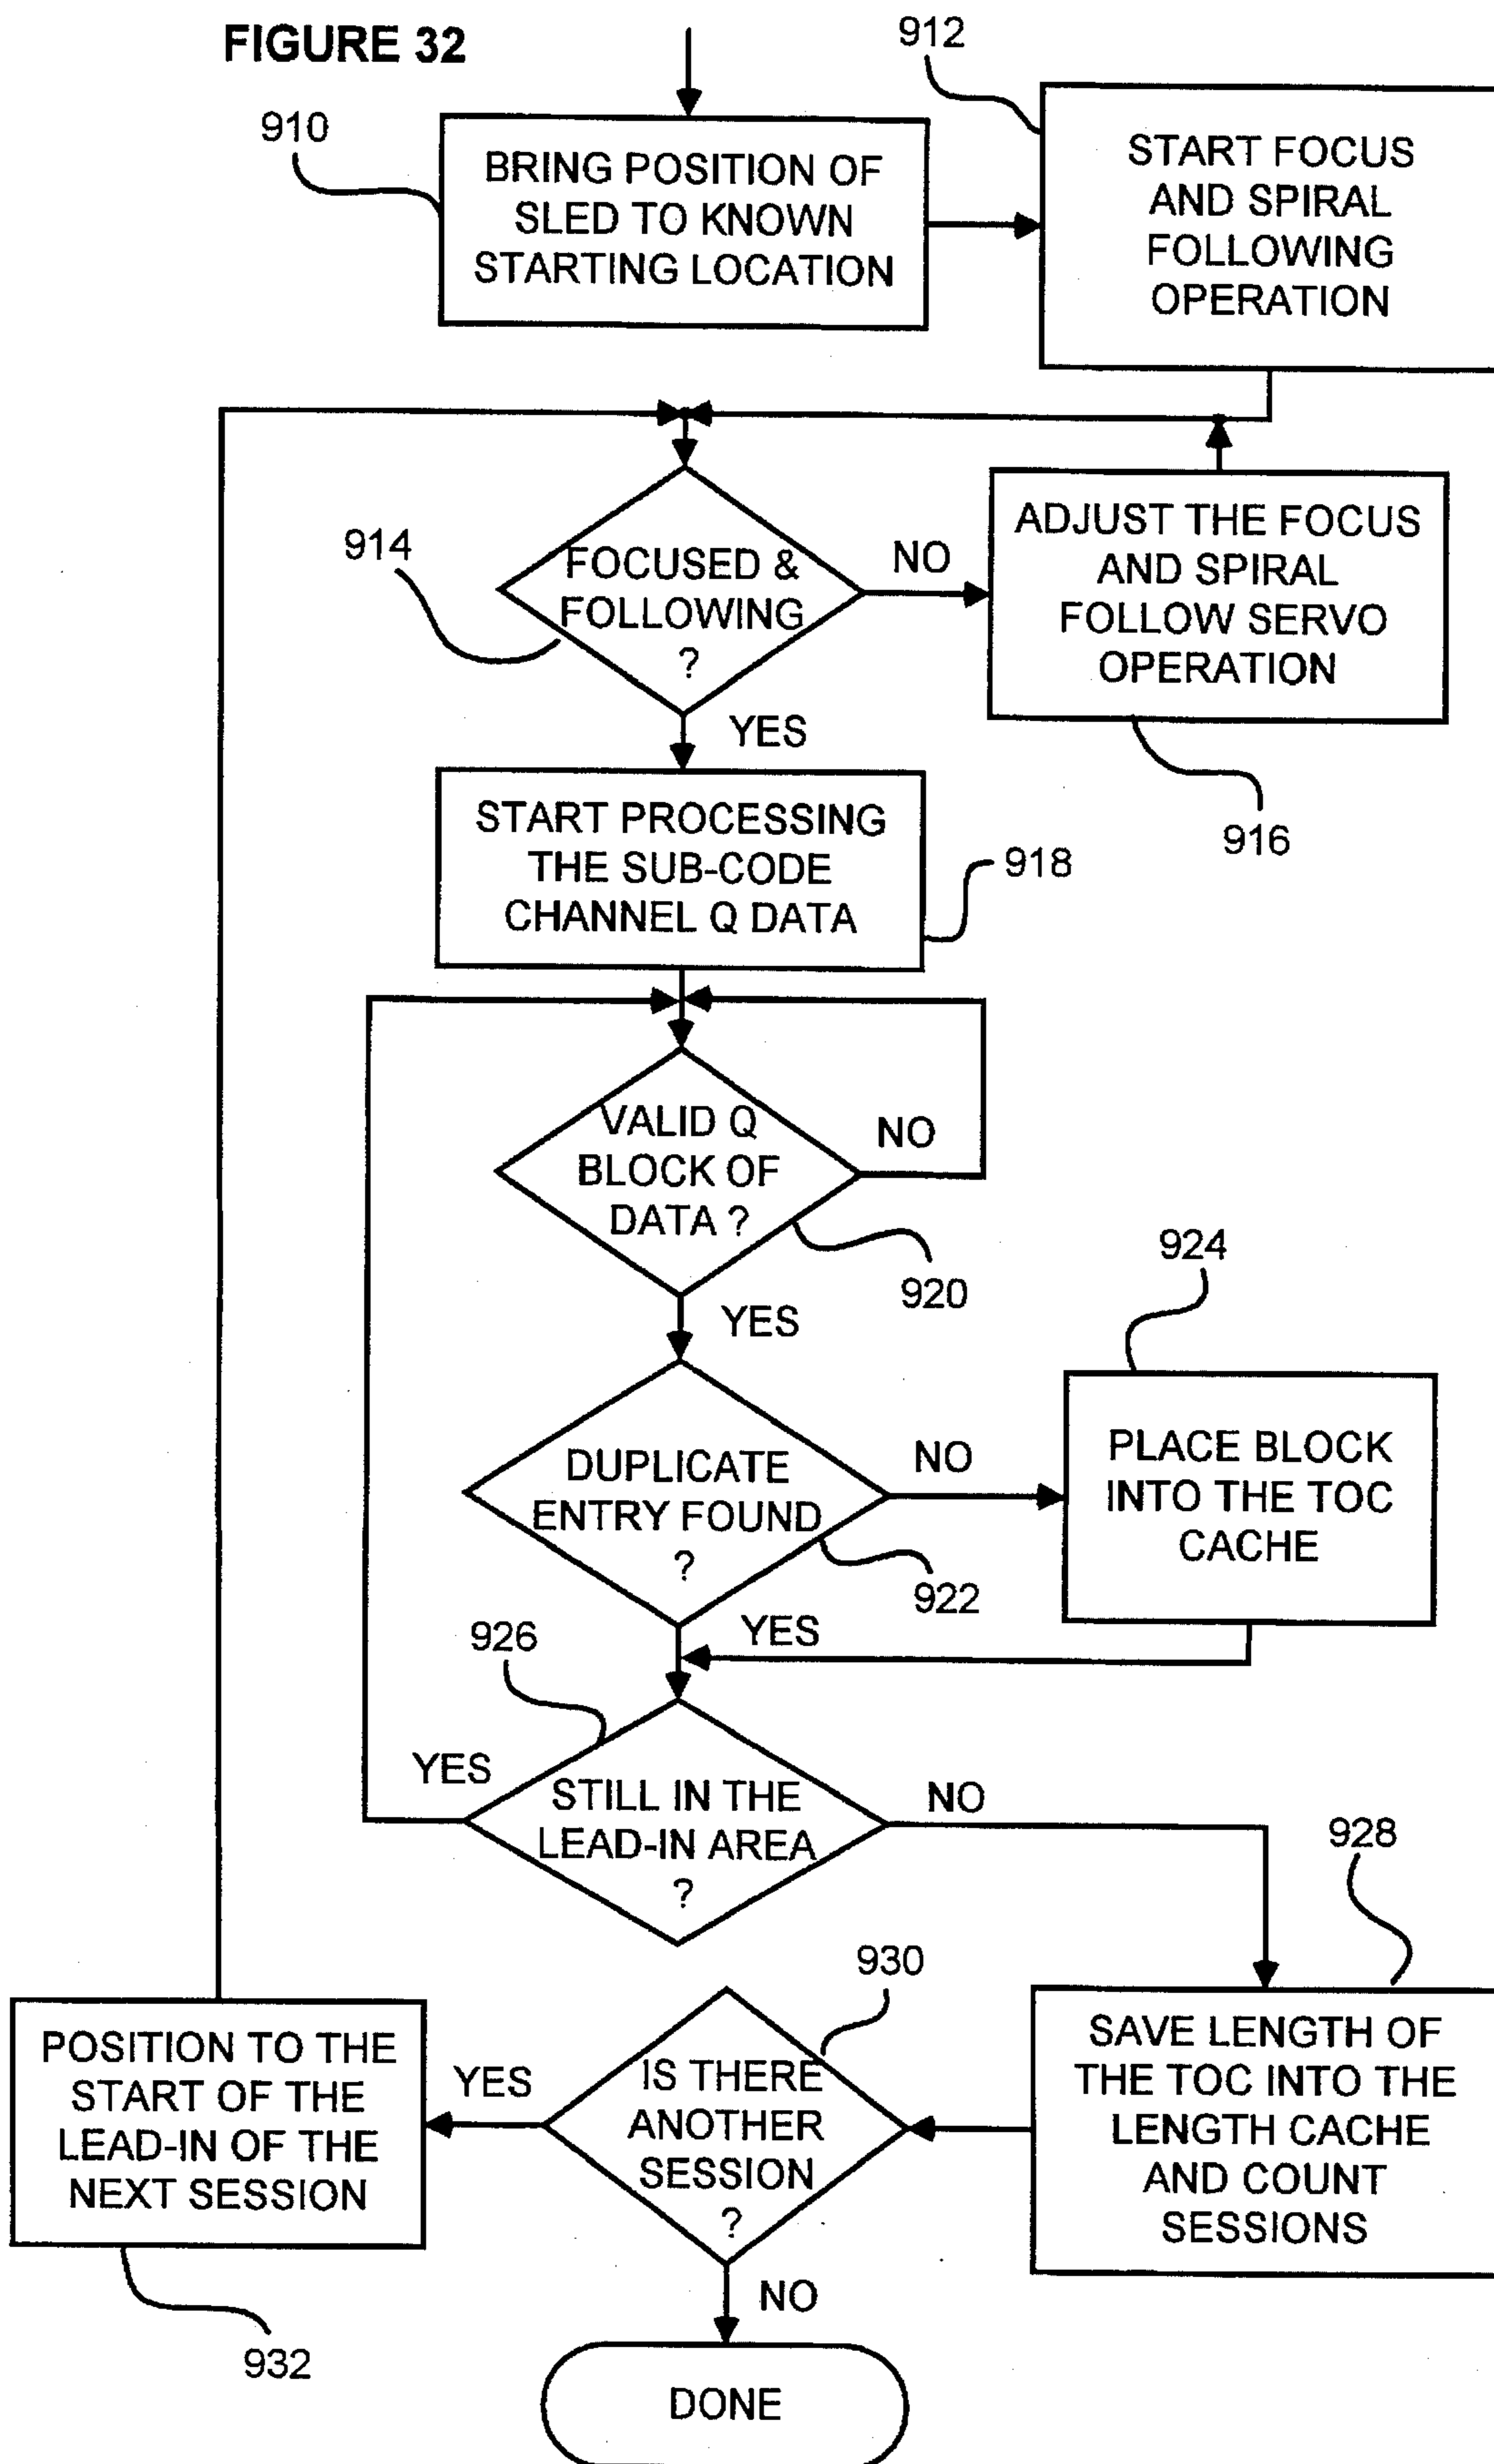 FIGURE 32
912
910
BRING POSITION OF
SLED TO KNOWN
STARTING LOCATION
START FOCUS
AND SPIRAL
FOLLOWING
OPERATION
914
FOCUSED &
FOLLOWING
?
NO
ADJUST THE FOCUS
AND SPIRAL
FOLLOW SERVO
OPERATION
916
YES
START PROCESSING
THE SUB-CODE
CHANNEL Q DATA
918
VALID Q
BLOCK OF
DATA ?
NO
920
YES
924
DUPLICATE
ENTRY FOUND
?
NO
PLACE BLOCK
INTO THE TOC
CACHE
922
YES
926
STILL IN THE
LEAD-IN AREA
?
YES
NO
928
SAVE LENGTH OF
THE TOC INTO THE
LENGTH CACHE
AND COUNT
SESSIONS
930
IS THERE
ANOTHER
SESSION
?
YES
POSITION TO THE
START OF THE
LEAD-IN OF THE
NEXT SESSION
932
NO
DONE